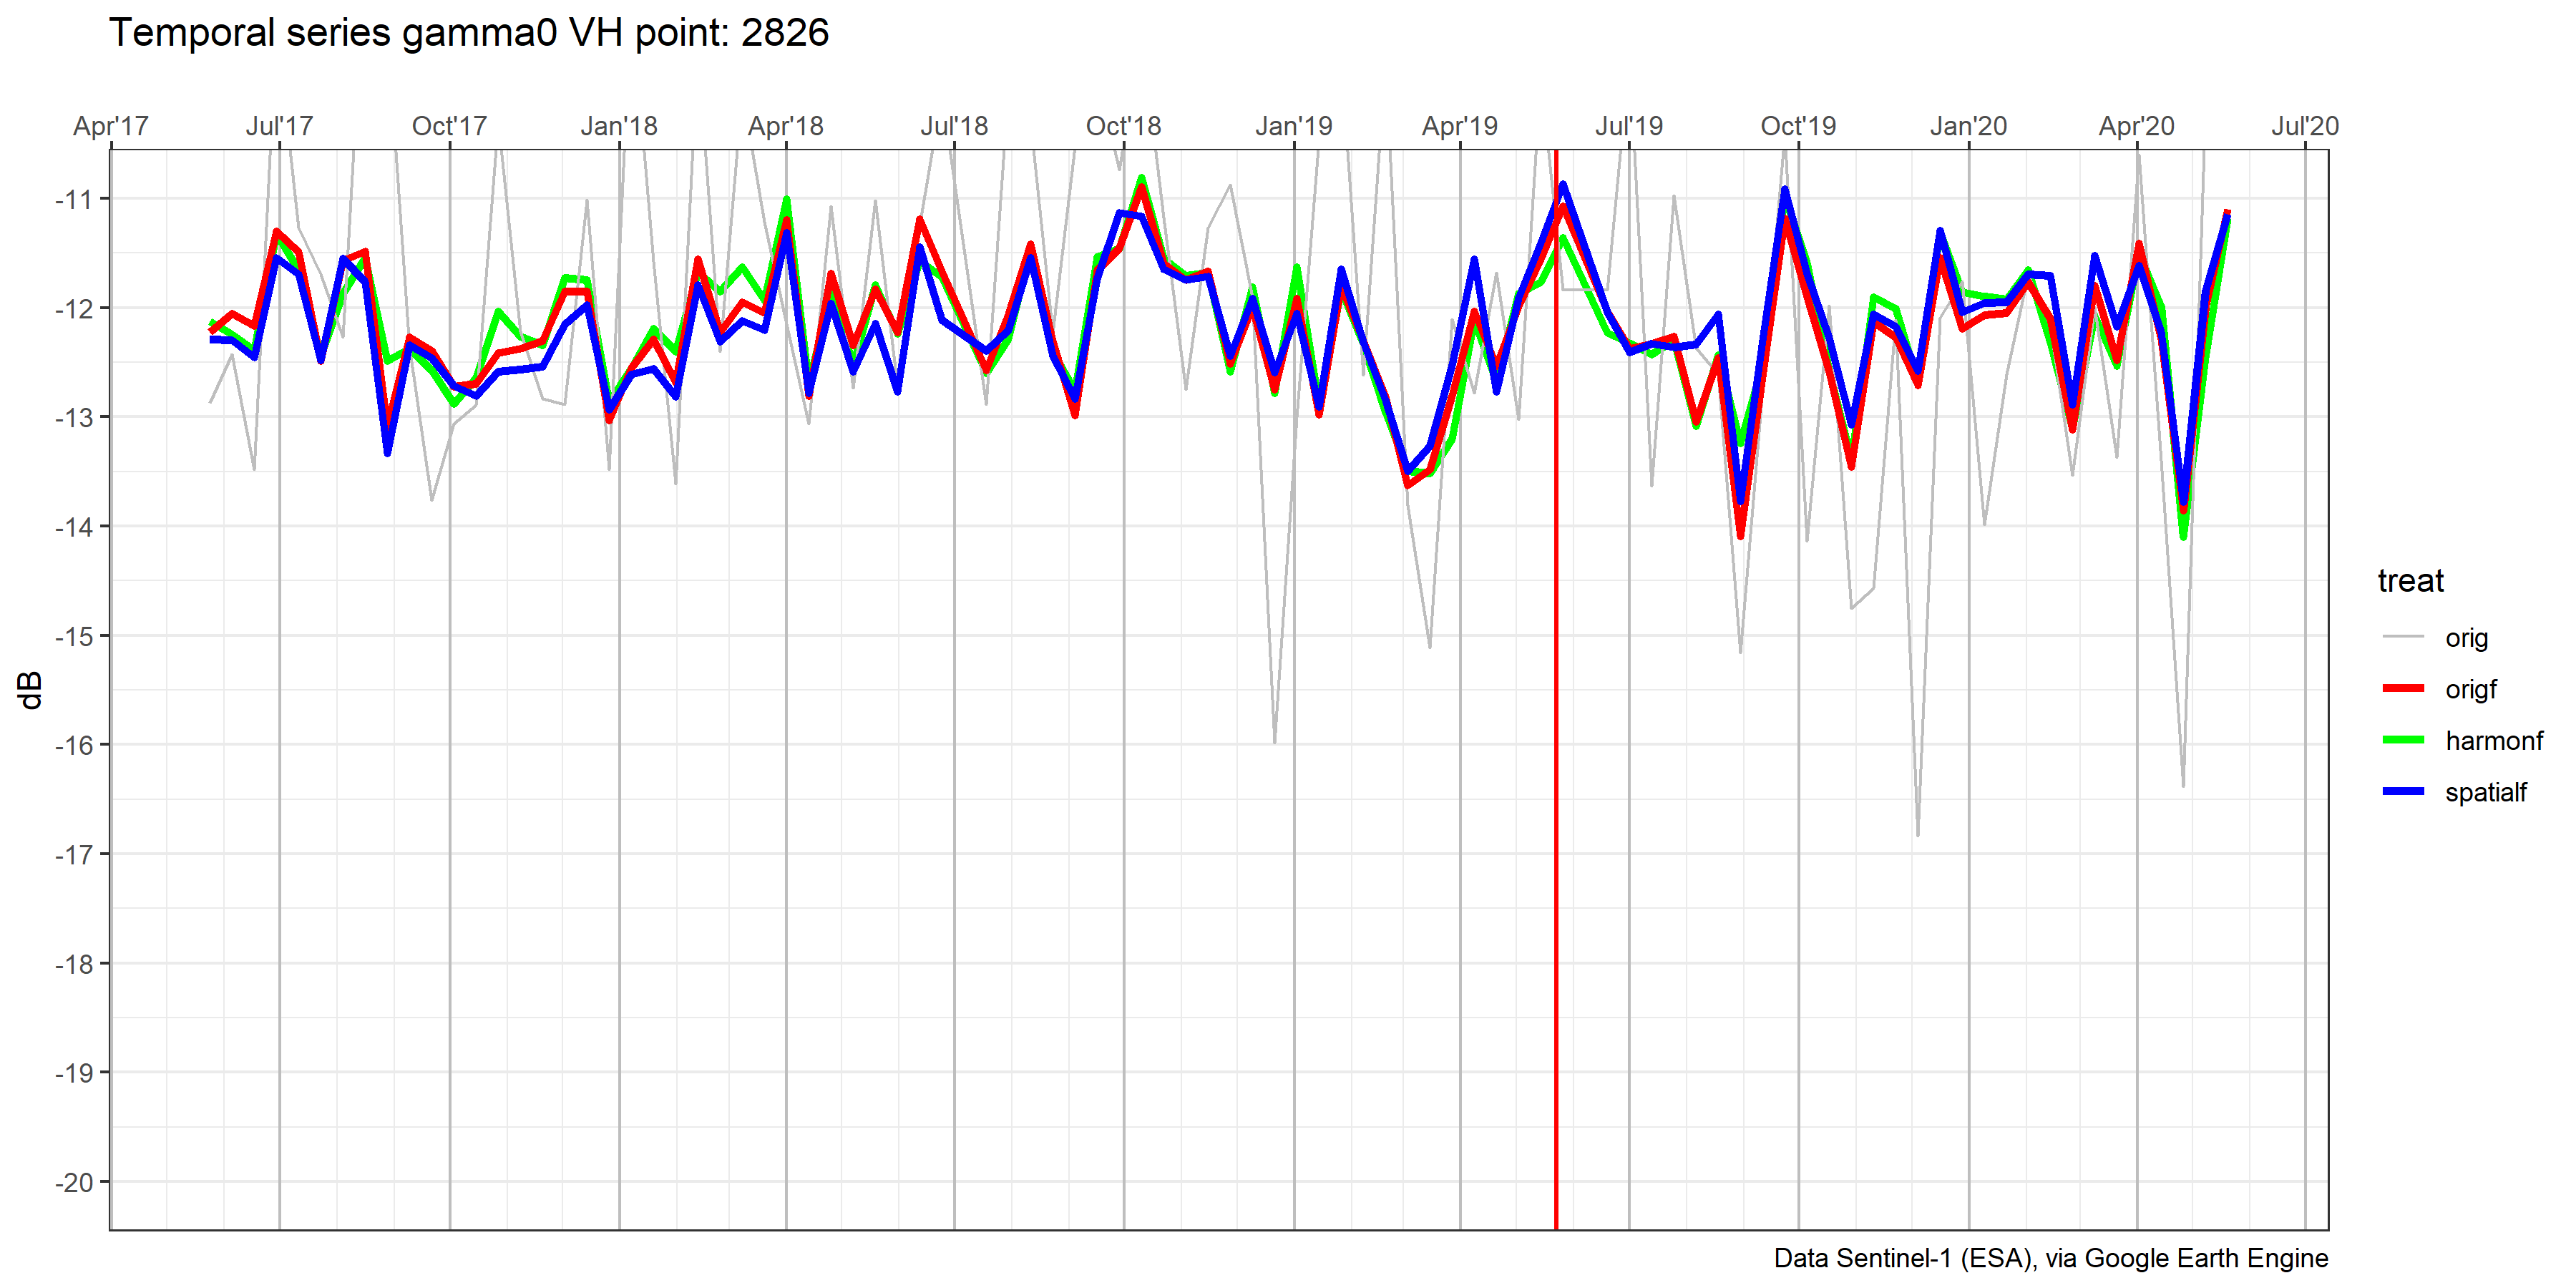 Temporal series gamma0 VH point: 2826
Apr'17 Jul'17 Oct'17 Jan'18 Apr'18 Jul'18 Oct'18 Jan'19 Apr'19 Jul'19 Oct'19 Jan'20 Apr'20 Jul'20
-11
-12
-13
-14
-15
-16
-17
-18
-19
-20
dB
treat
orig
origf
harmonf
spatialf
Data Sentinel-1 (ESA), via Google Earth Engine